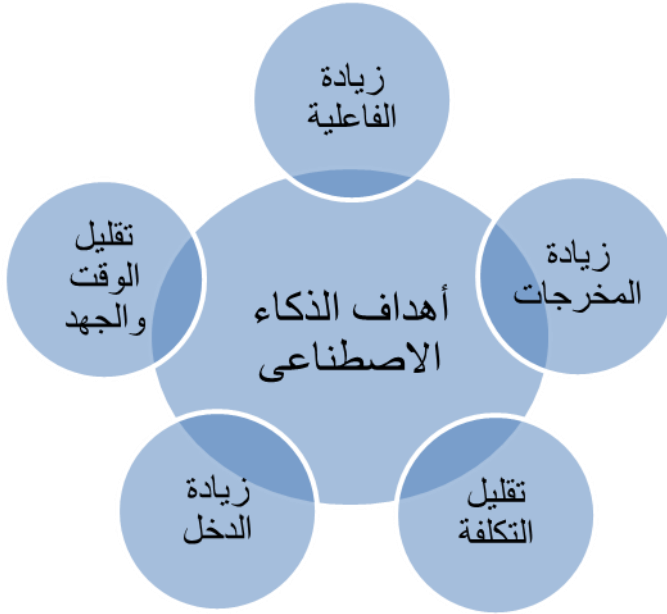 زيادة
الفاعلية
زيادة
المخرجات
تقليل
التكلفة
زيادة
الدخل
تقليل
الوقت
والجهد
أهداف الذكاء
الاصطناعى